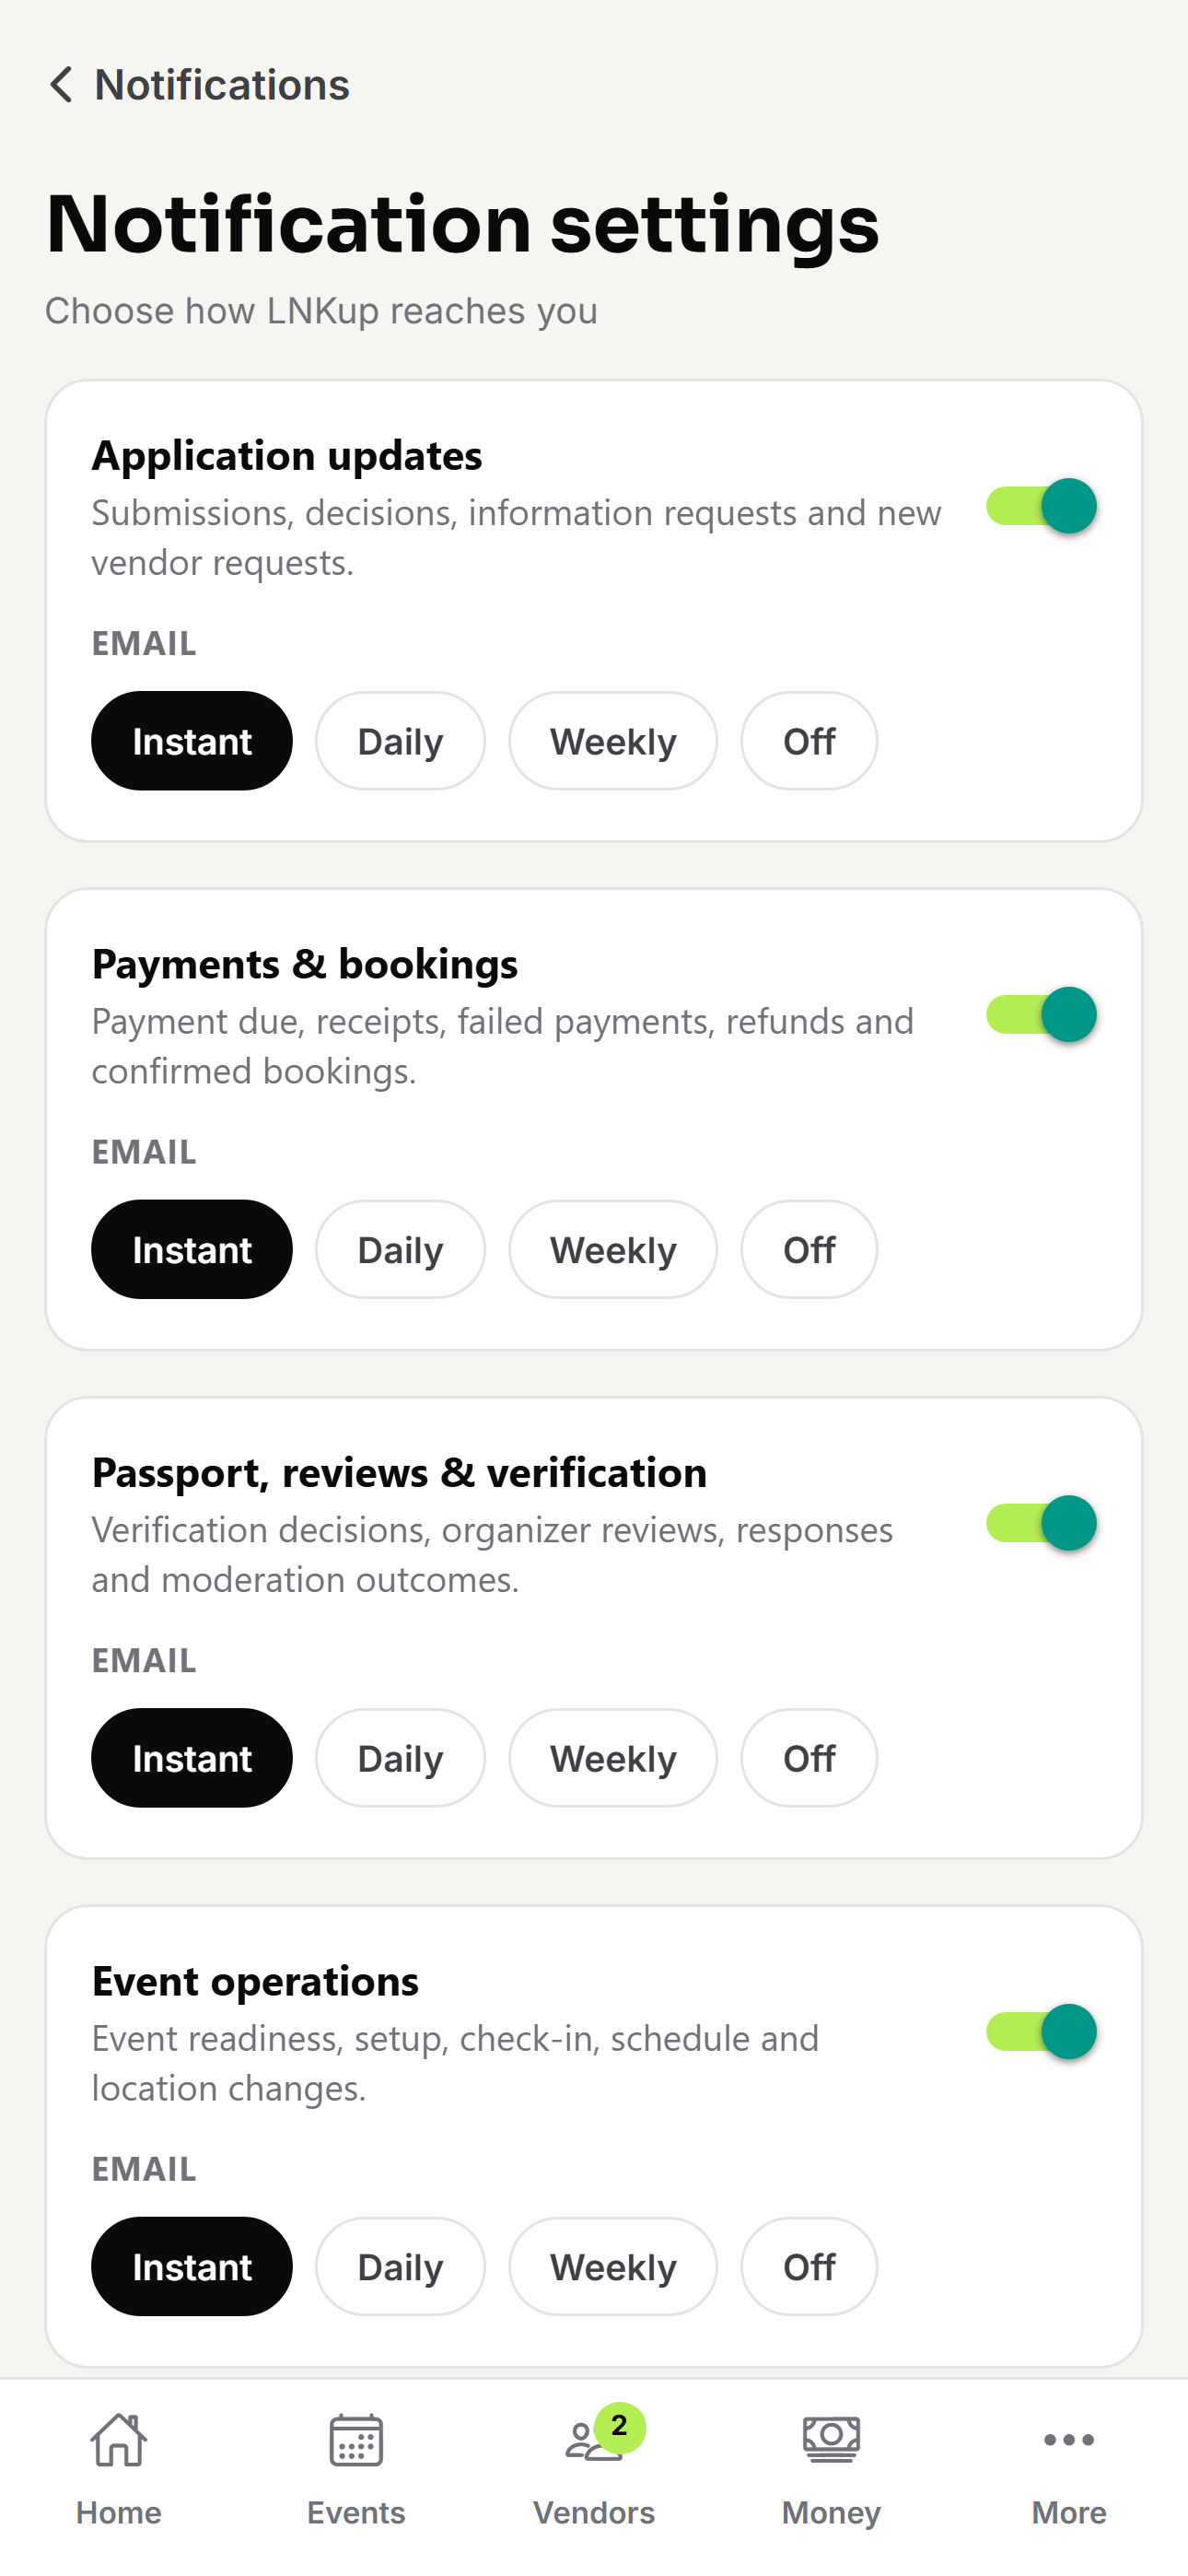 Notifications
Notification settings
Choose how LNKup reaches you
Application updates
Submissions, decisions, information requests and new
vendor requests.
EMAIL
Instant Daily Weekly Off
Payments & bookings
Payment due, receipts, failed payments, refunds and
confirmed bookings.
EMAIL
Instant Daily Weekly Off
Passport, reviews & verification
Verification decisions, organizer reviews, responses
and moderation outcomes.
EMAIL
Instant Daily Weekly Off
Event operations
Event readiness, setup, check-in, schedule and
location changes.
EMAIL
Instant Daily Weekly Off
2
Home Events Vendors Money More